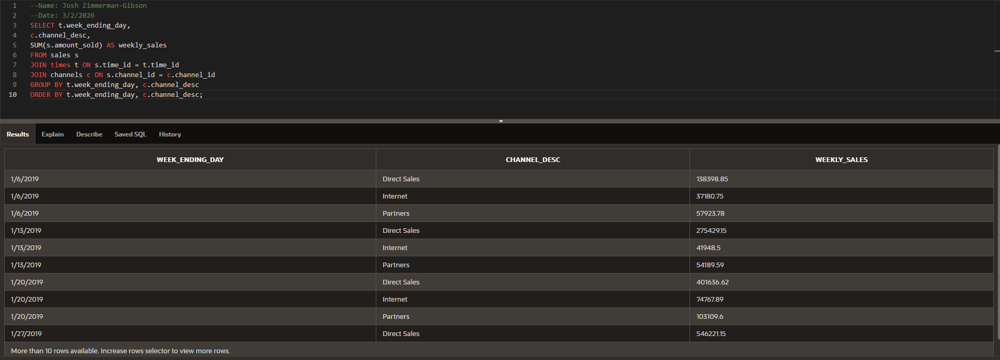 1 --Name: Josh Zimmerman-Gibson
2 --Date: 3/2/2026
3 SELECT t.week_ending_day,
4 c.channel_desc,
5 SUM(s.amount_sold) AS weekly_sales
6 FROM sales s
7 JOIN times t ON s.time_id = t.time_id
8 JOIN channels c ON s.channel_id = c.channel_id
9 GROUP BY t.week_ending_day, c.channel_desc
10 ORDER BY t.week_ending_day, c.channel_desc;
Results Explain Describe Saved SQL History
WEEK_ENDING_DAY CHANNEL_DESC WEEKLY_SALES
1/6/2019 Direct Sales 138398.85
1/6/2019 Internet 37180.75
1/6/2019 Partners 57923.78
1/13/2019 Direct Sales 275429.15
1/13/2019 Internet 41948.5
1/13/2019 Partners 54189.59
1/20/2019 Direct Sales 401636.62
1/20/2019 Internet 74767.89
1/20/2019 Partners 103109.6
1/27/2019 Direct Sales 546221.15
More than 10 rows available. Increase rows selector to view more rows.